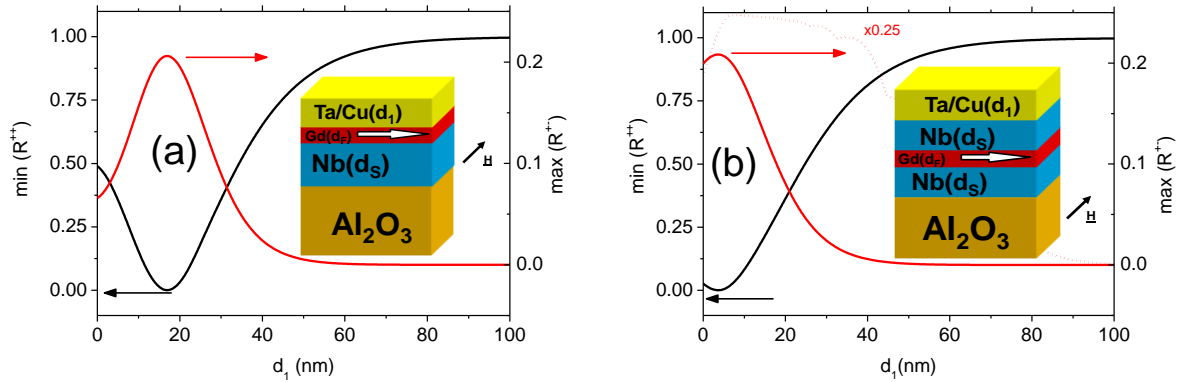 1.00
0.75
0.50
0.25
0.00
min (R⁺⁺)
(a)
Ta/Cu(d₁)
Gd(d_F)
Nb(d_S)
Al₂O₃
H
0.2
0.1
0.0
max (R⁺⁻)
0 20 40 60 80 100
d₁ (nm)
1.00
0.75
0.50
0.25
0.00
min (R⁺⁺)
(b)
x0.25
Ta/Cu(d₁)
Nb(d_S)
Gd(d_F)
Nb(d_S)
Al₂O₃
H
0.2
0.1
0.0
max (R⁺⁻)
0 20 40 60 80 100
d₁(nm)